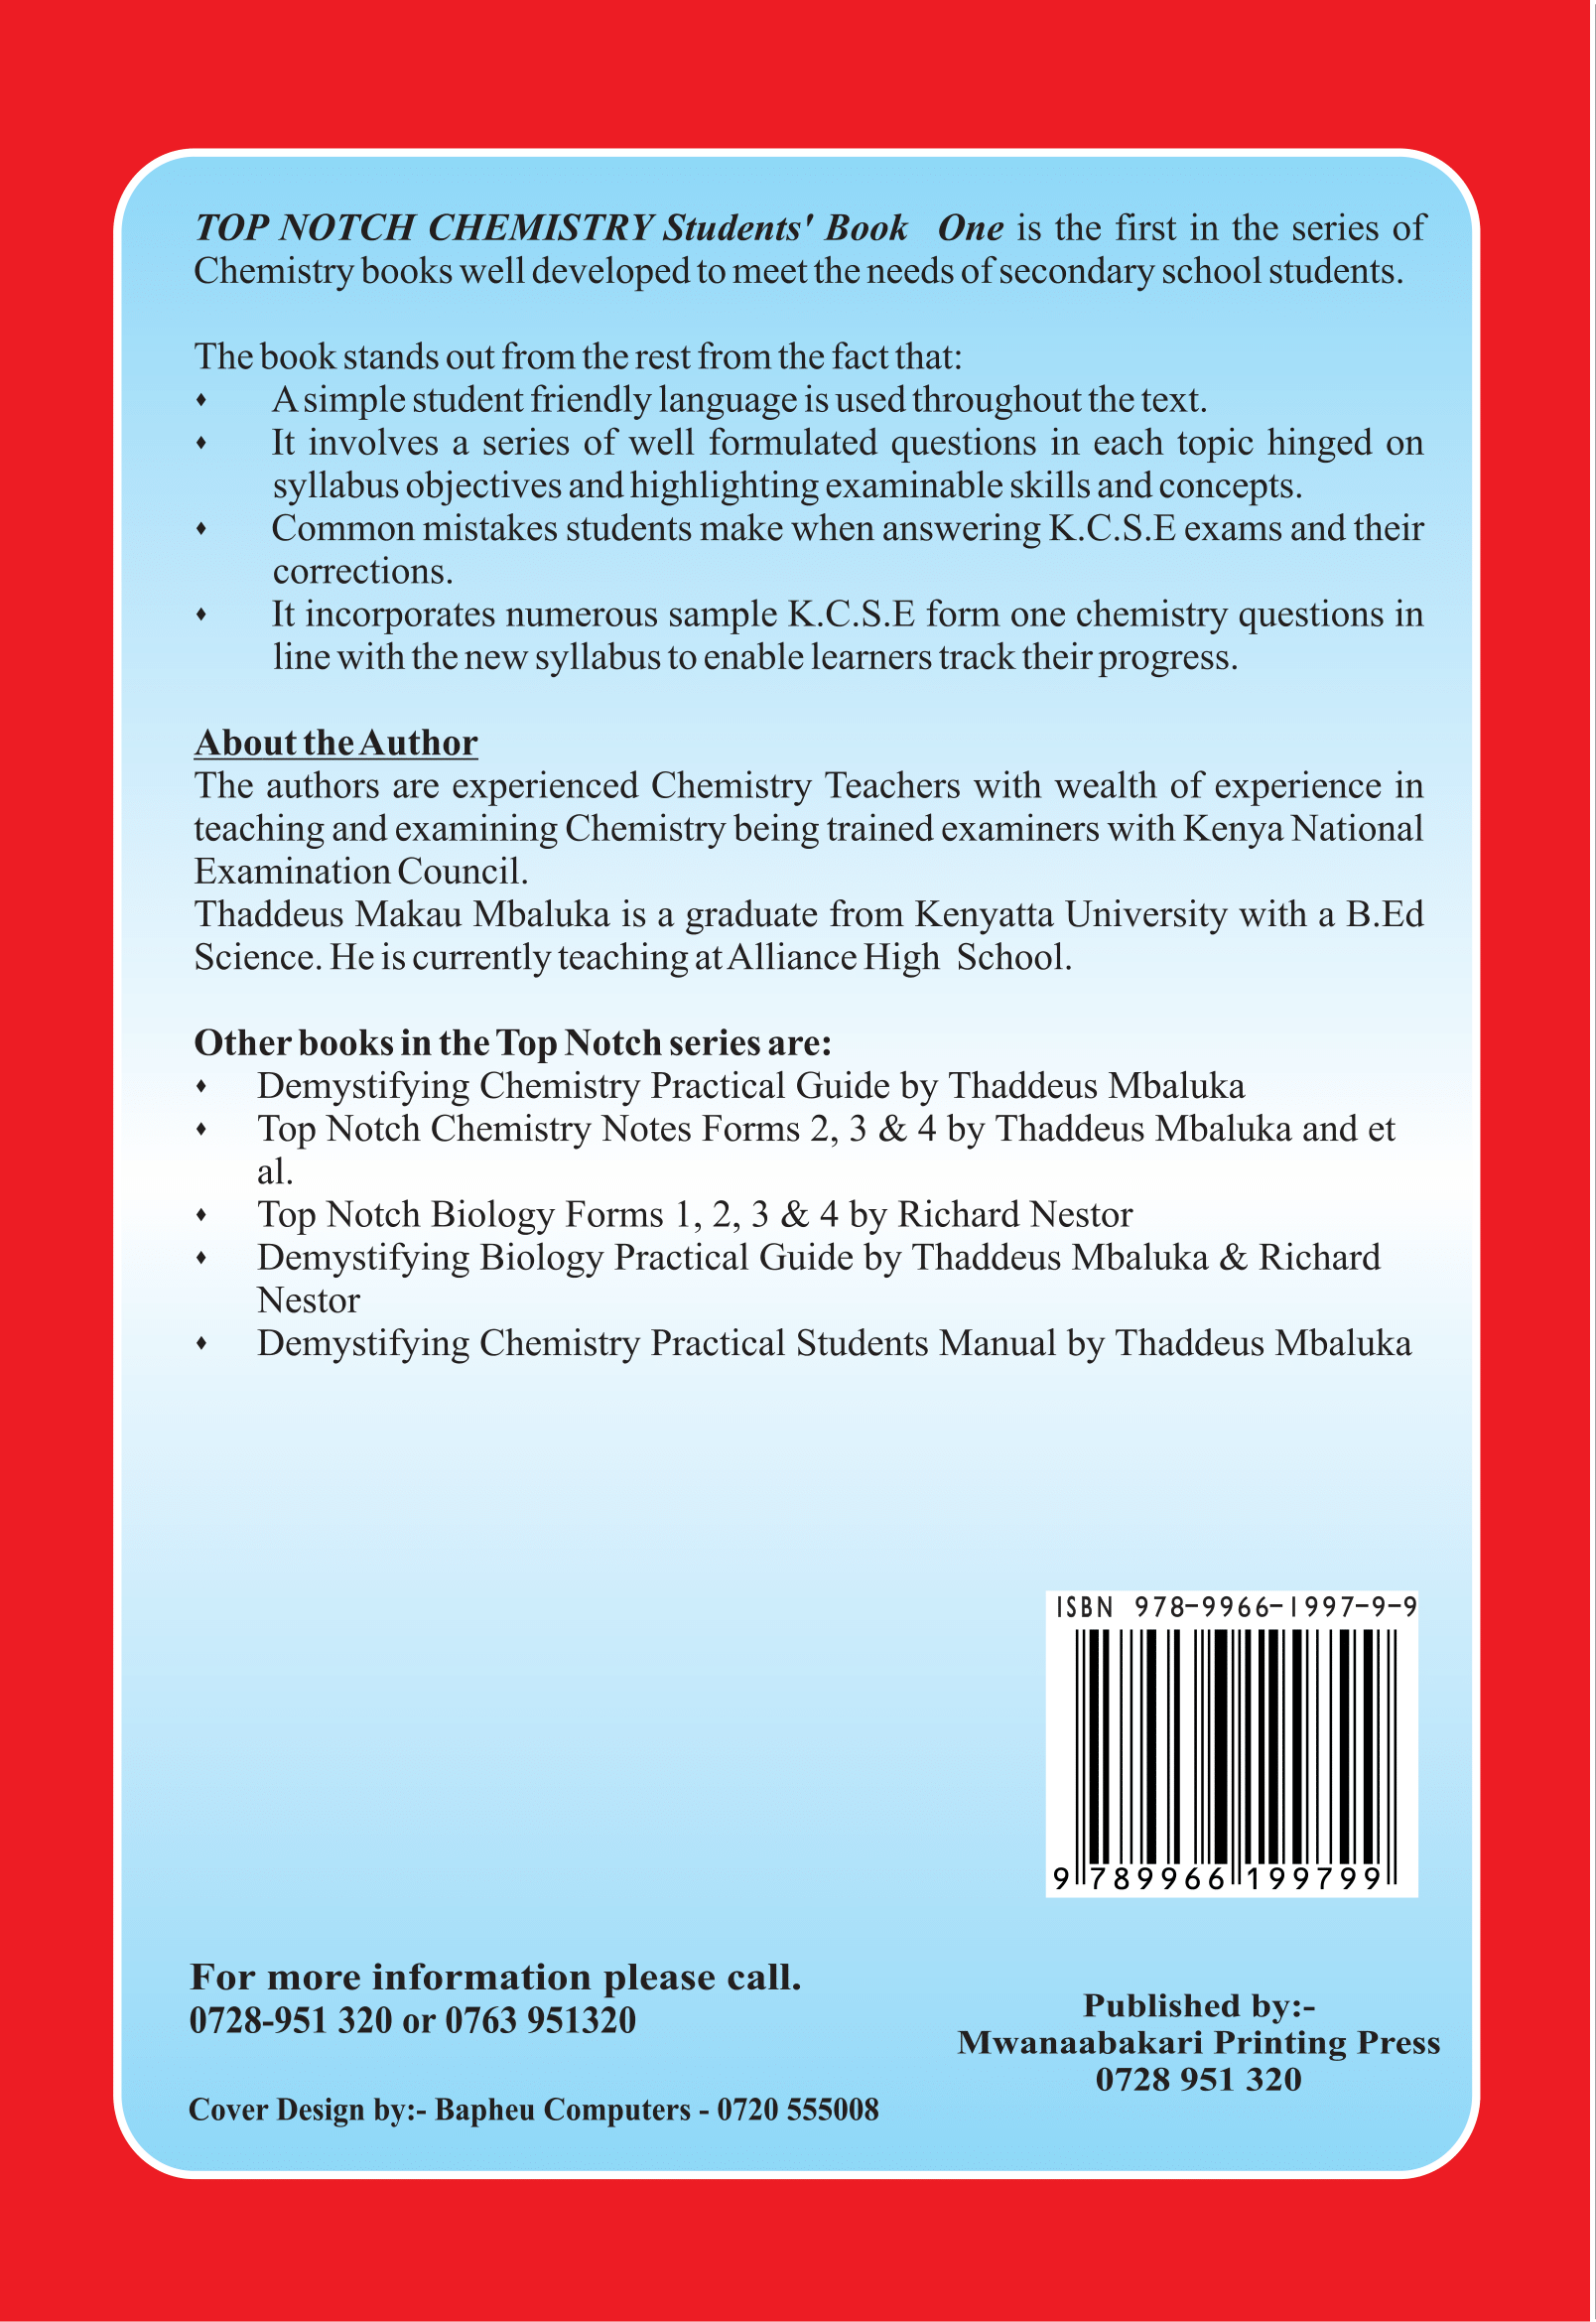 TOP NOTCH CHEMISTRY Students' Book One is the first in the series of
Chemistry books well developed to meet the needs of secondary school students.
The book stands out from the rest from the fact that:
⬧ A simple student friendly language is used throughout the text.
⬧ It involves a series of well formulated questions in each topic hinged on
syllabus objectives and highlighting examinable skills and concepts.
⬧ Common mistakes students make when answering K.C.S.E exams and their
corrections.
⬧ It incorporates numerous sample K.C.S.E form one chemistry questions in
line with the new syllabus to enable learners track their progress.
About the Author
The authors are experienced Chemistry Teachers with wealth of experience in
teaching and examining Chemistry being trained examiners with Kenya National
Examination Council.
Thaddeus Makau Mbaluka is a graduate from Kenyatta University with a B.Ed
Science. He is currently teaching at Alliance High School.
Other books in the Top Notch series are:
⬧ Demystifying Chemistry Practical Guide by Thaddeus Mbaluka
⬧ Top Notch Chemistry Notes Forms 2, 3 & 4 by Thaddeus Mbaluka and et
al.
⬧ Top Notch Biology Forms 1, 2, 3 & 4 by Richard Nestor
⬧ Demystifying Biology Practical Guide by Thaddeus Mbaluka & Richard
Nestor
⬧ Demystifying Chemistry Practical Students Manual by Thaddeus Mbaluka
ISBN 978-9966-1997-9-9
9 789966 199799
For more information please call.
0728-951 320 or 0763 951320
Published by:-
Mwanaabakari Printing Press
0728 951 320
Cover Design by:- Bapheu Computers - 0720 555008